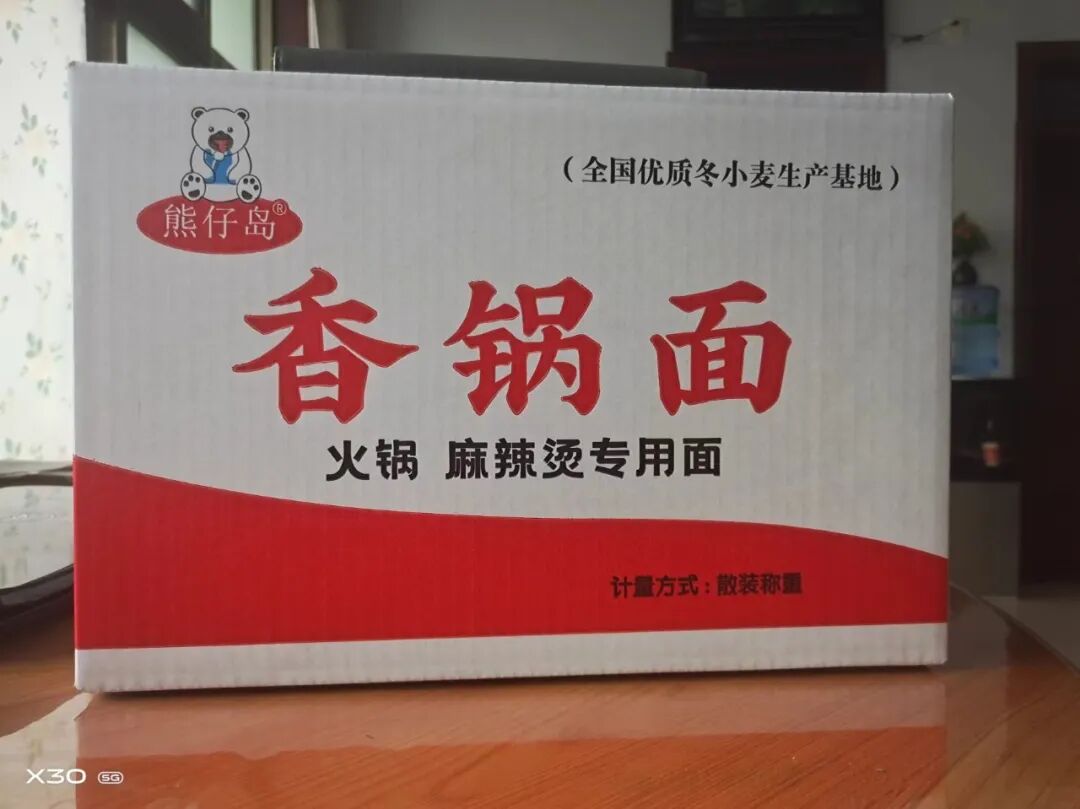 熊仔岛®
（全国优质冬小麦生产基地）
香锅面
火锅 麻辣烫专用面
计量方式：散装称重
X30 5G